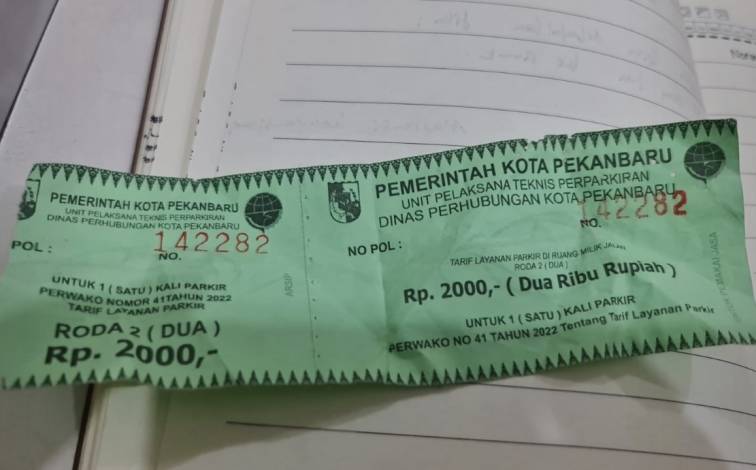 PEMERINTAH KOTA PEKANBARU
UNIT PELAKSANA TEKNIS PERPARKIRAN
DINAS PERHUBUNGAN KOTA PEKANBARU
POL :
142282
NO.
UNTUK 1 ( SATU ) KALI PARKIR
PERWAKO NOMOR 41TAHUN 2022
TARIF LAYANAN PARKIR
RODA 2 ( DUA )
Rp. 2000,-
ARSIP
PEMERINTAH KOTA PEKANBARU
UNIT PELAKSANA TEKNIS PERPARKIRAN
DINAS PERHUBUNGAN KOTA PEKANBARU
142282
NO.
NO POL :
TARIF LAYANAN PARKIR DI RUANG MILIK JALAN
RODA 2 ( DUA )
Rp. 2000,- ( Dua Ribu Rupiah )
UNTUK 1 ( SATU ) KALI PARKIR
PERWAKO NO 41 TAHUN 2022 Tentang Tarif Layanan Parkir
PEMAKAI JASA